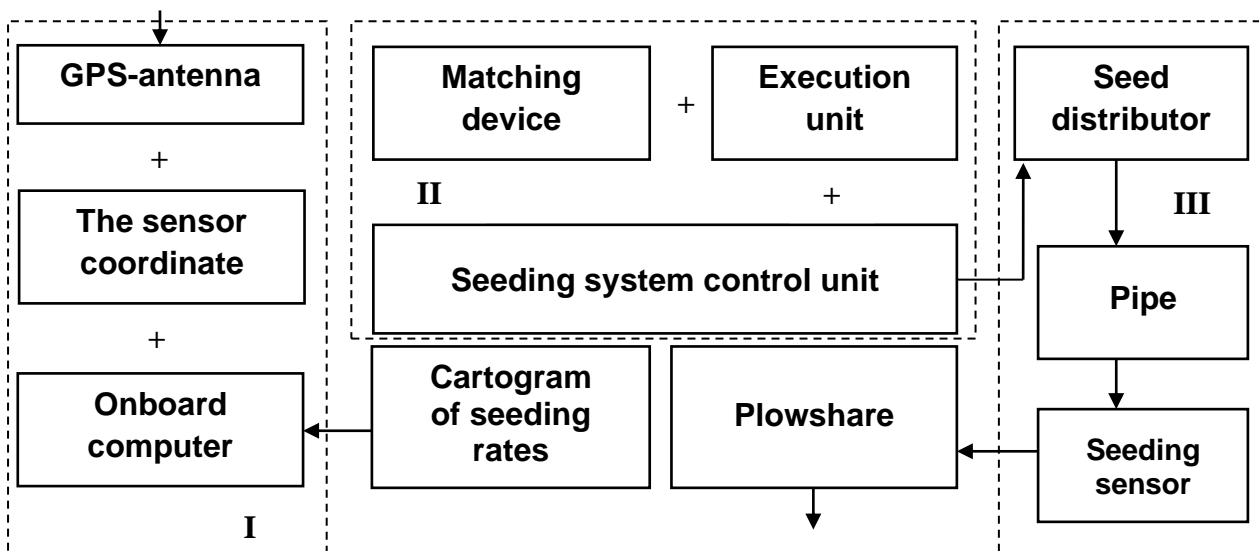 GPS-antenna
+
The sensor
coordinate
+
Onboard
computer
I
Matching
device
+
Execution
unit
II
+
Seeding system control unit
Cartogram
of seeding
rates
Plowshare
Seed
distributor
III
Pipe
Seeding
sensor